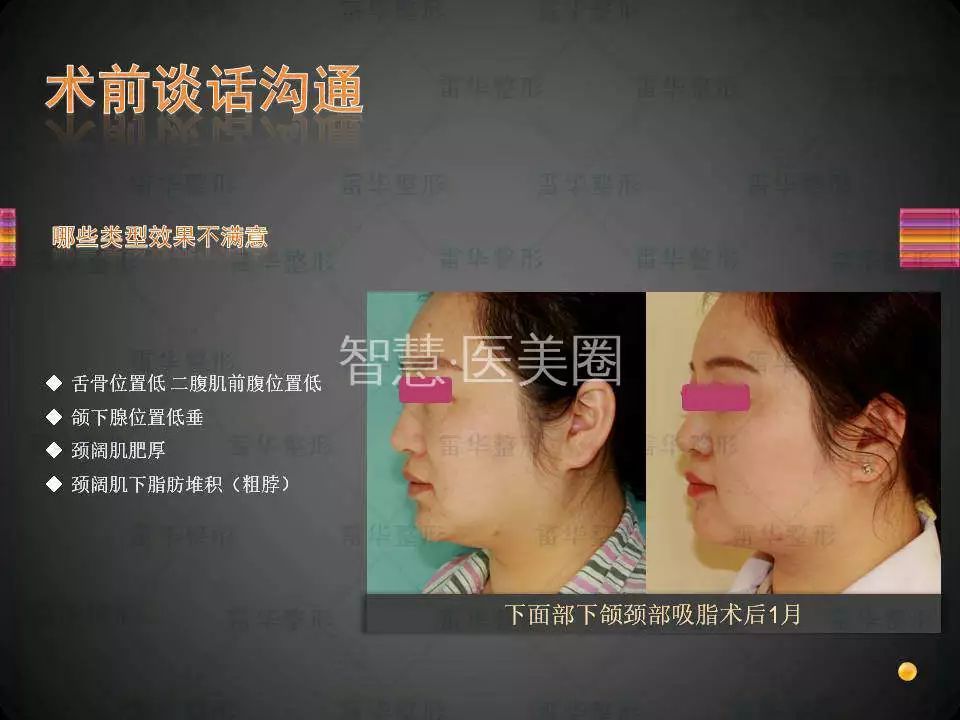 术前谈话沟通
哪些类型效果不满意
◆ 舌骨位置低 二腹肌前腹位置低
◆ 颌下腺位置低垂
◆ 颈阔肌肥厚
◆ 颈阔肌下脂肪堆积（粗脖）
智慧·医美圈
下面部下颌颈部吸脂术后1月
雷华整形